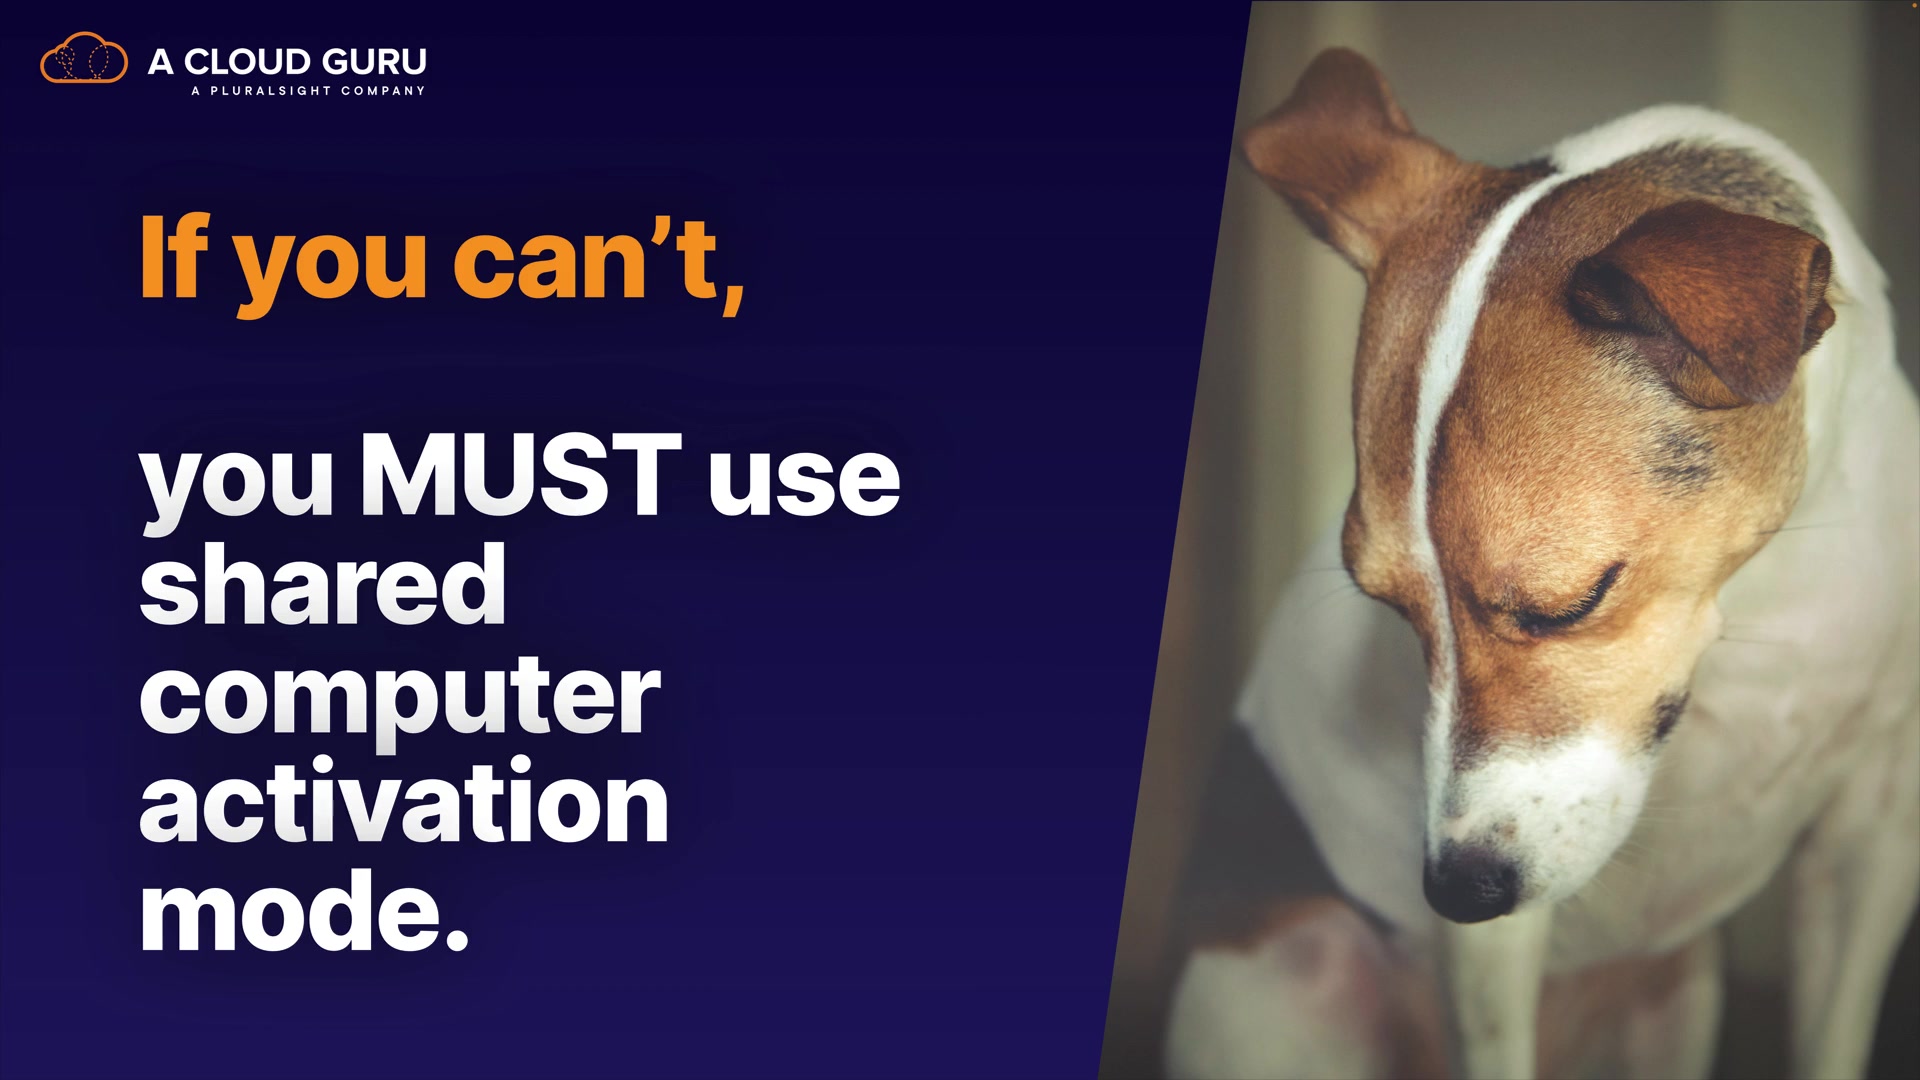 A CLOUD GURU
A PLURALSIGHT COMPANY
If you can’t,
you MUST use
shared
computer
activation
mode.